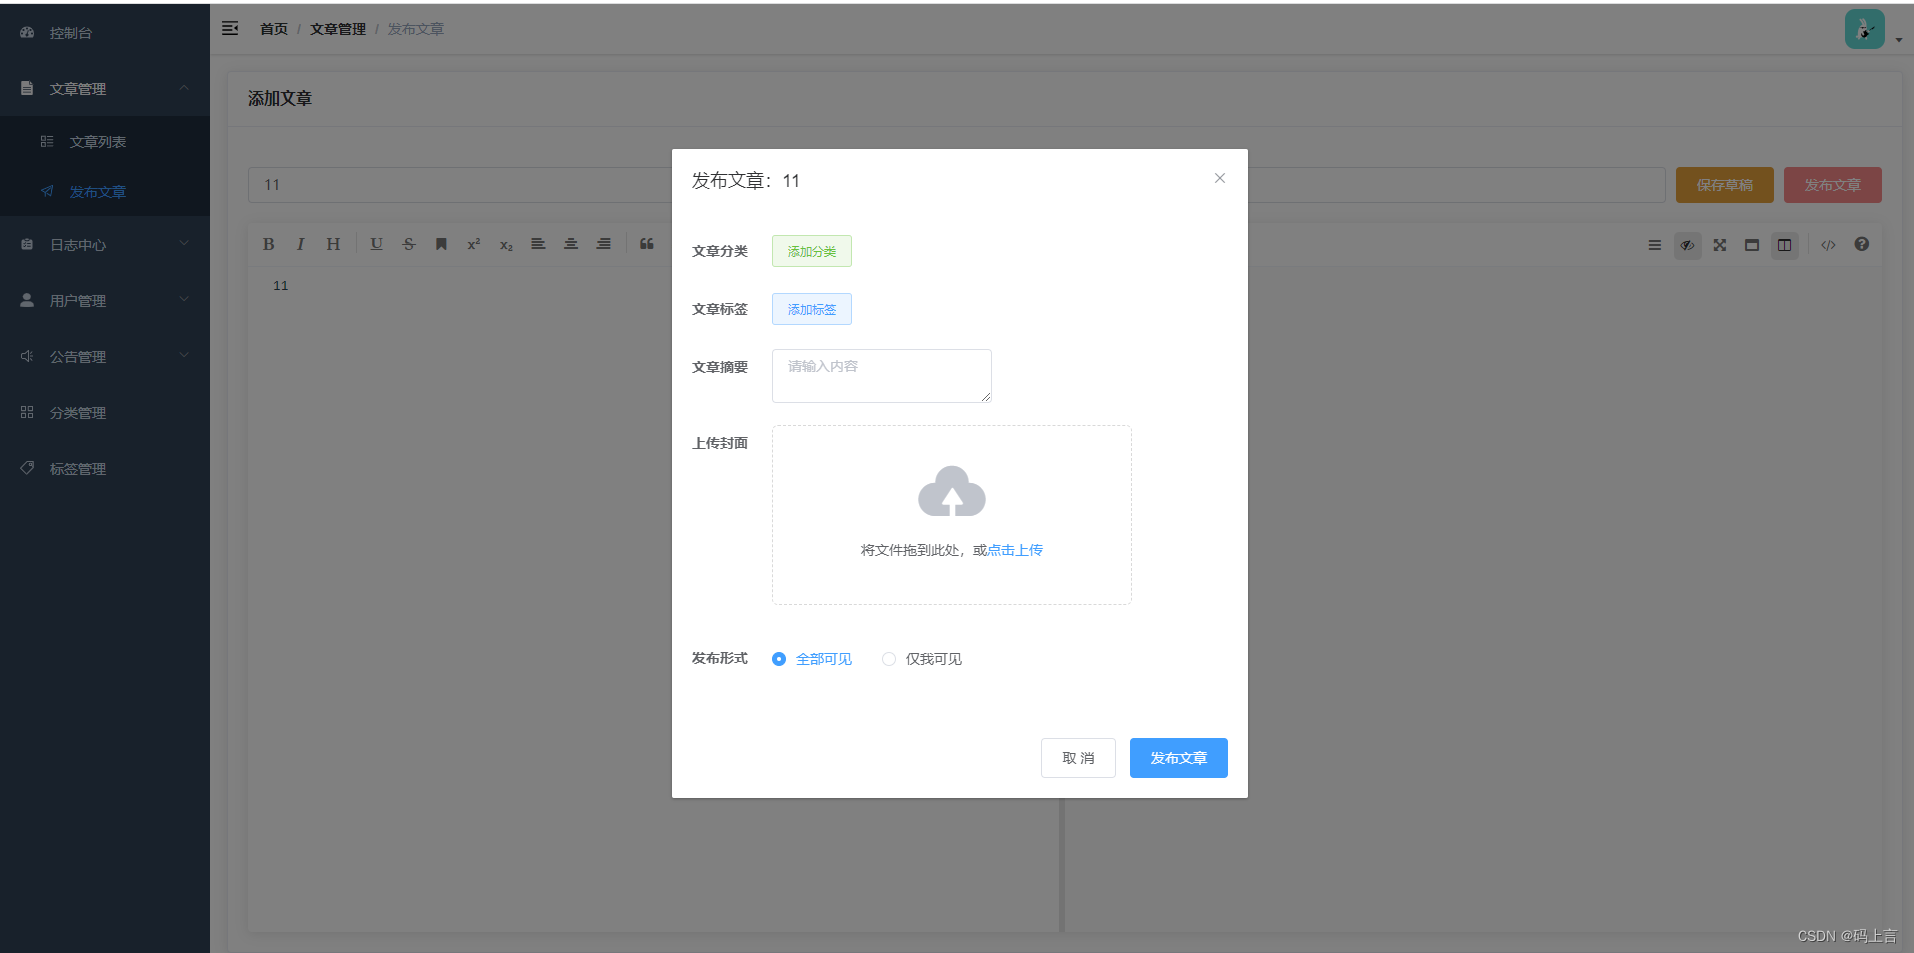 控制台
文章管理
文章列表
发布文章
日志中心
用户管理
公告管理
分类管理
标签管理
首页 / 文章管理 / 发布文章
添加文章
11
保存草稿
发布文章
B I H U S x² x₂
11
发布文章：11
文章分类 添加分类
文章标签 添加标签
文章摘要 请输入内容
上传封面
将文件拖到此处，或点击上传
发布形式 全部可见 仅我可见
取 消 发布文章
CSDN @码上言